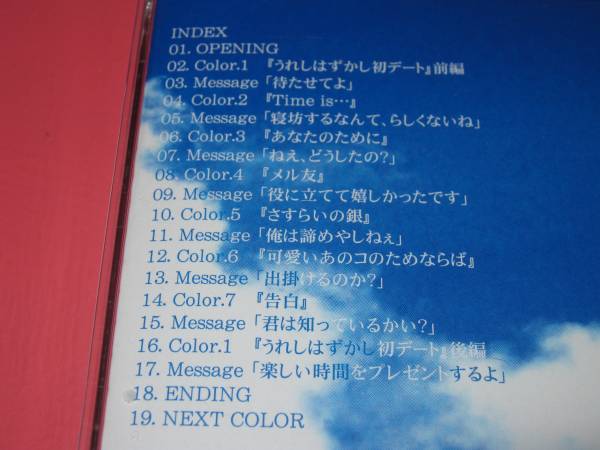 INDEX
01. OPENING
02. Color.1 『うれしはずかし初デート』前編
03. Message「待たせてよ」
04. Color.2 『Time is…』
05. Message「寝坊するなんて、らしくないね」
06. Color.3 『あなたのために』
07. Message「ねえ、どうしたの?」
08. Color.4 『メル友』
09. Message「役に立てて嬉しかったです」
10. Color.5 『さすらいの銀』
11. Message「俺は諦めやしねぇ」
12. Color.6 『可愛いあのコのためならば』
13. Message「出掛けるのか?」
14. Color.7 『告白』
15. Message「君は知っているかい?」
16. Color.1 『うれしはずかし初デート』後編
17. Message「楽しい時間をプレゼントするよ」
18. ENDING
19. NEXT COLOR